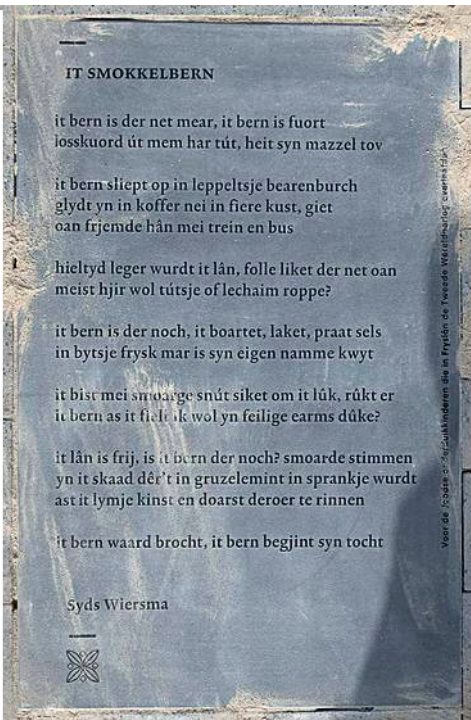 IT SMOKKELBERN
it bern is der net mear, it bern is fuort
losskuord út mem har tút, heit syn mazzel tov
it bern sliept op in leppeltsje bearenburch
glydt yn in koffer nei in fiere kust, giet
oan frjemde hân mei trein en bus
hieltyd leger wurdt it lân, folle liket der net oan
meist hjir wol tútsje of lechaim roppe?
it bern is der noch, it boartet, laket, praat sels
in bytsje frysk mar is syn eigen namme kwyt
it bist mei smoarge snút siket om it lûk, rûkt er
it bern as it fielt ik wol yn feilige earms dûke?
it lân is frij, is it bern der noch? smoarde stimmen
yn it skaad dêr't in gruzelemint in sprankje wurdt
ast it lymje kinst en doarst deroer te rinnen
it bern waard brocht, it bern begjint syn tocht
Syds Wiersma
Voor de Joodse onderduikkinderen die in Fryslân de Tweede Wereldoorlog overleefden